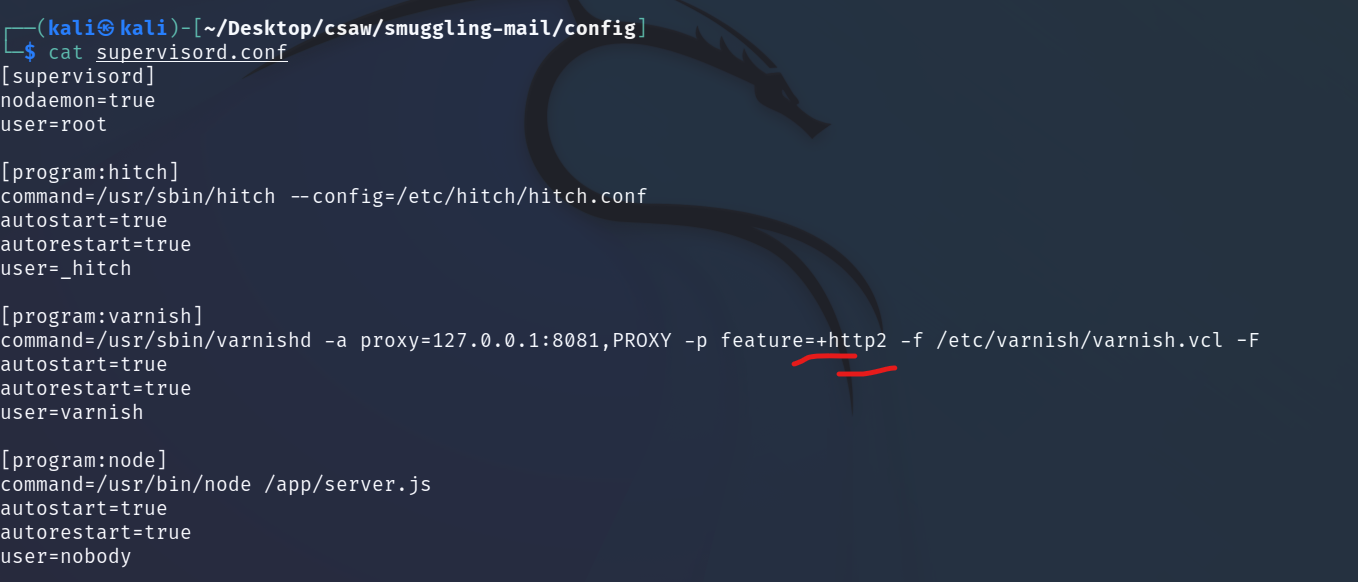 ┌──(kali㉿kali)-[~/Desktop/csaw/smuggling-mail/config]
└─$ cat supervisord.conf
[supervisord]
nodaemon=true
user=root

[program:hitch]
command=/usr/sbin/hitch --config=/etc/hitch/hitch.conf
autostart=true
autorestart=true
user=_hitch

[program:varnish]
command=/usr/sbin/varnishd -a proxy=127.0.0.1:8081,PROXY -p feature=+http2 -f /etc/varnish/varnish.vcl -F
autostart=true
autorestart=true
user=varnish

[program:node]
command=/usr/bin/node /app/server.js
autostart=true
autorestart=true
user=nobody